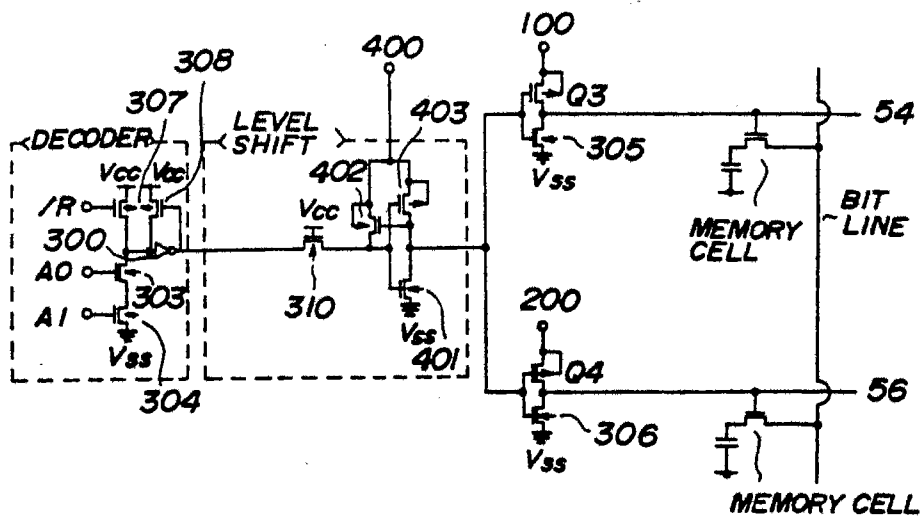 100
400
308
403
307
Q3
54
DECODER
LEVEL
SHIFT
305
Vcc Vcc
402
Vss
/R
Vcc
BIT
LINE
MEMORY
CELL
300
A0
303
310
200
A1
Vss
401
Q4
56
Vss
304
306
Vss
MEMORY CELL